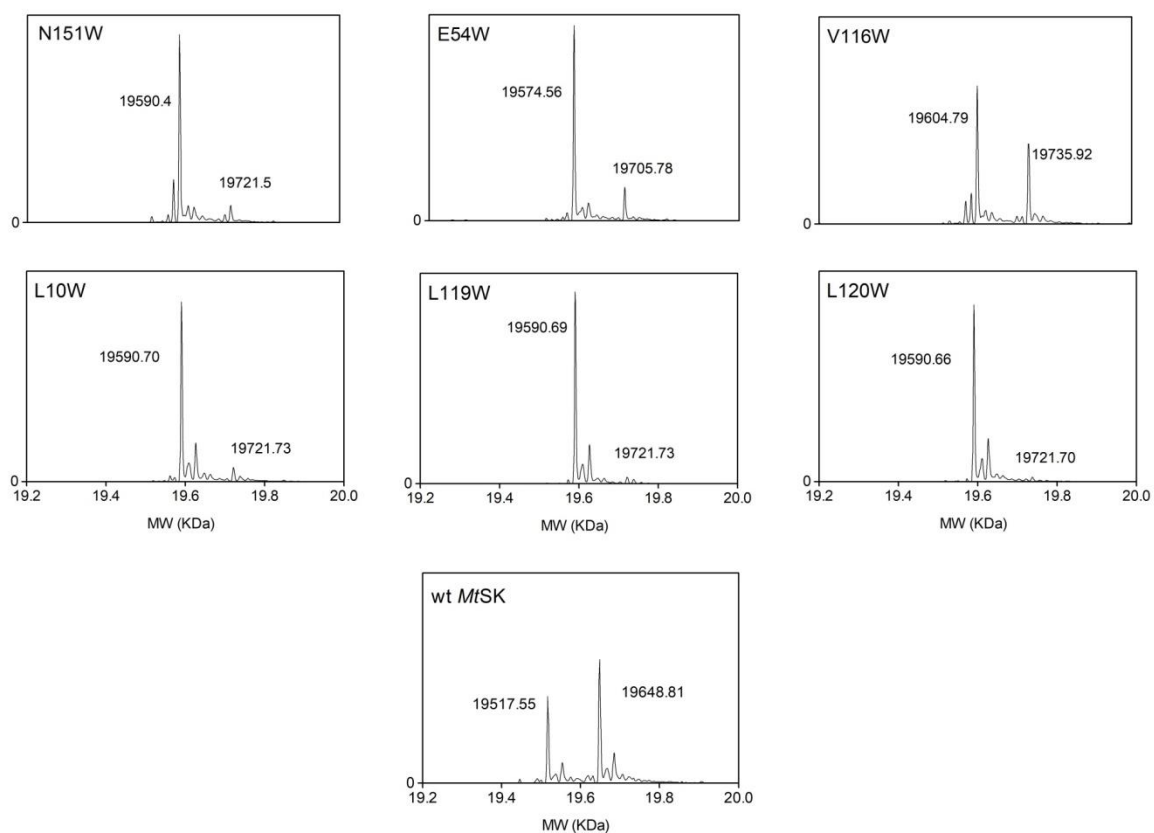 N151W
19590.4
19721.5
0
E54W
19574.56
19705.78
0
V116W
19604.79
19735.92
0
L10W
19590.70
19721.73
0
19.2 19.4 19.6 19.8 20.0
MW (KDa)
L119W
19590.69
19721.73
0
19.2 19.4 19.6 19.8 20.0
MW (KDa)
L120W
19590.66
19721.70
0
19.2 19.4 19.6 19.8 20.0
MW (KDa)
wt MtSK
19517.55
19648.81
0
19.2 19.4 19.6 19.8 20.0
MW (KDa)